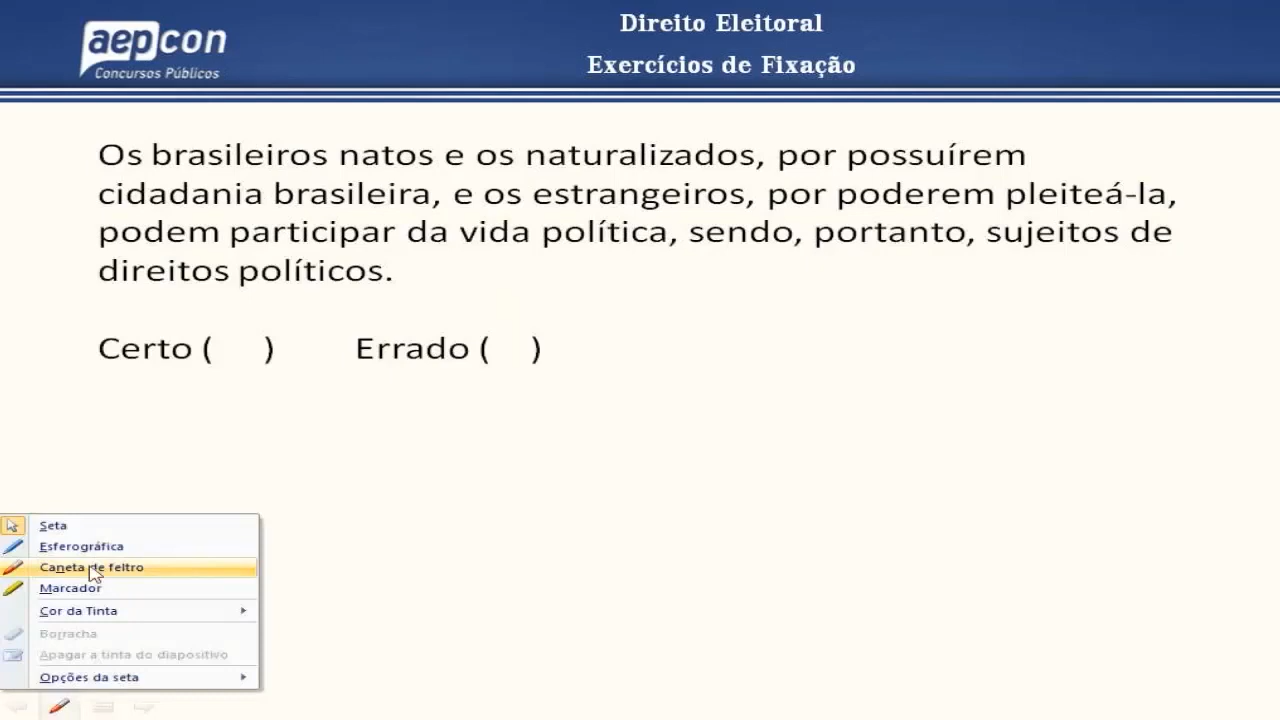 aepcon
Concursos Públicos
Direito Eleitoral
Exercícios de Fixação
Os brasileiros natos e os naturalizados, por possuírem
cidadania brasileira, e os estrangeiros, por poderem pleiteá-la,
podem participar da vida política, sendo, portanto, sujeitos de
direitos políticos.
Certo (    )    Errado (    )
Seta
Esferográfica
Caneta de feltro
Marcador
Cor da Tinta
Borracha
Apagar a tinta do diapositivo
Opções da seta